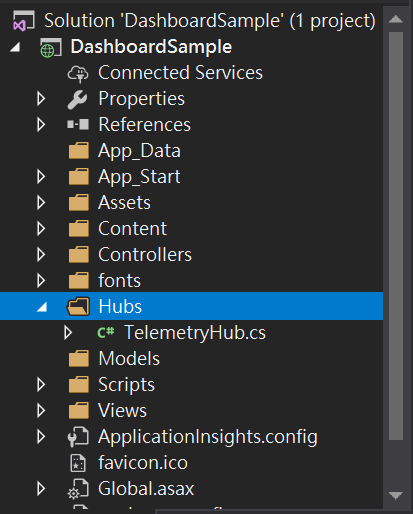 Solution 'DashboardSample' (1 project)
DashboardSample
Connected Services
Properties
References
App_Data
App_Start
Assets
Content
Controllers
fonts
Hubs
C# TelemetryHub.cs
Models
Scripts
Views
ApplicationInsights.config
favicon.ico
Global.asax